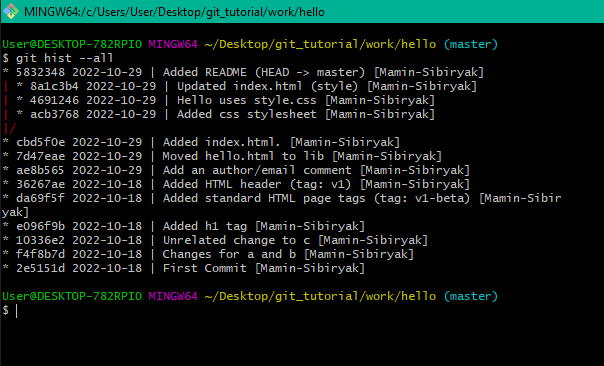 MINGW64:/c/Users/User/Desktop/git_tutorial/work/hello
User@DESKTOP-782RPIO MINGW64 ~/Desktop/git_tutorial/work/hello (master)
$ git hist --all
* 5832348 2022-10-29 | Added README (HEAD -> master) [Mamin-Sibiryak]
| * 8a1c3b4 2022-10-29 | Updated index.html (style) [Mamin-Sibiryak]
| * 4691246 2022-10-29 | Hello uses style.css [Mamin-Sibiryak]
| * acb3768 2022-10-29 | Added css stylesheet [Mamin-Sibiryak]
|/
* cbd5f0e 2022-10-29 | Added index.html. [Mamin-Sibiryak]
* 7d47eae 2022-10-29 | Moved hello.html to lib [Mamin-Sibiryak]
* ae8b565 2022-10-29 | Add an author/email comment [Mamin-Sibiryak]
* 36267ae 2022-10-18 | Added HTML header (tag: v1) [Mamin-Sibiryak]
* da69f5f 2022-10-18 | Added standard HTML page tags (tag: v1-beta) [Mamin-Sibir
yak]
* e096f9b 2022-10-18 | Added h1 tag [Mamin-Sibiryak]
* 10336e2 2022-10-18 | Unrelated change to c [Mamin-Sibiryak]
* f4f8b7d 2022-10-18 | Changes for a and b [Mamin-Sibiryak]
* 2e5151d 2022-10-18 | First Commit [Mamin-Sibiryak]
User@DESKTOP-782RPIO MINGW64 ~/Desktop/git_tutorial/work/hello (master)
$